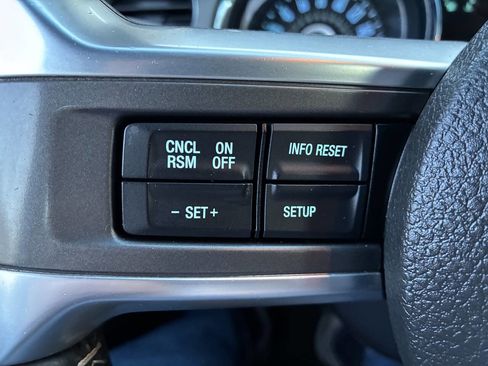 CNCL ON
RSM OFF
INFO RESET
- SET +
SETUP